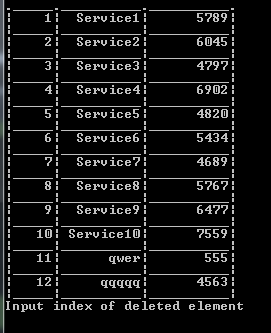 1 Service1 5789
2 Service2 6045
3 Service3 4797
4 Service4 6902
5 Service5 4820
6 Service6 5434
7 Service7 4689
8 Service8 5767
9 Service9 6477
10 Service10 7559
11 qwer 555
12 qqqqq 4563
Input index of deleted element